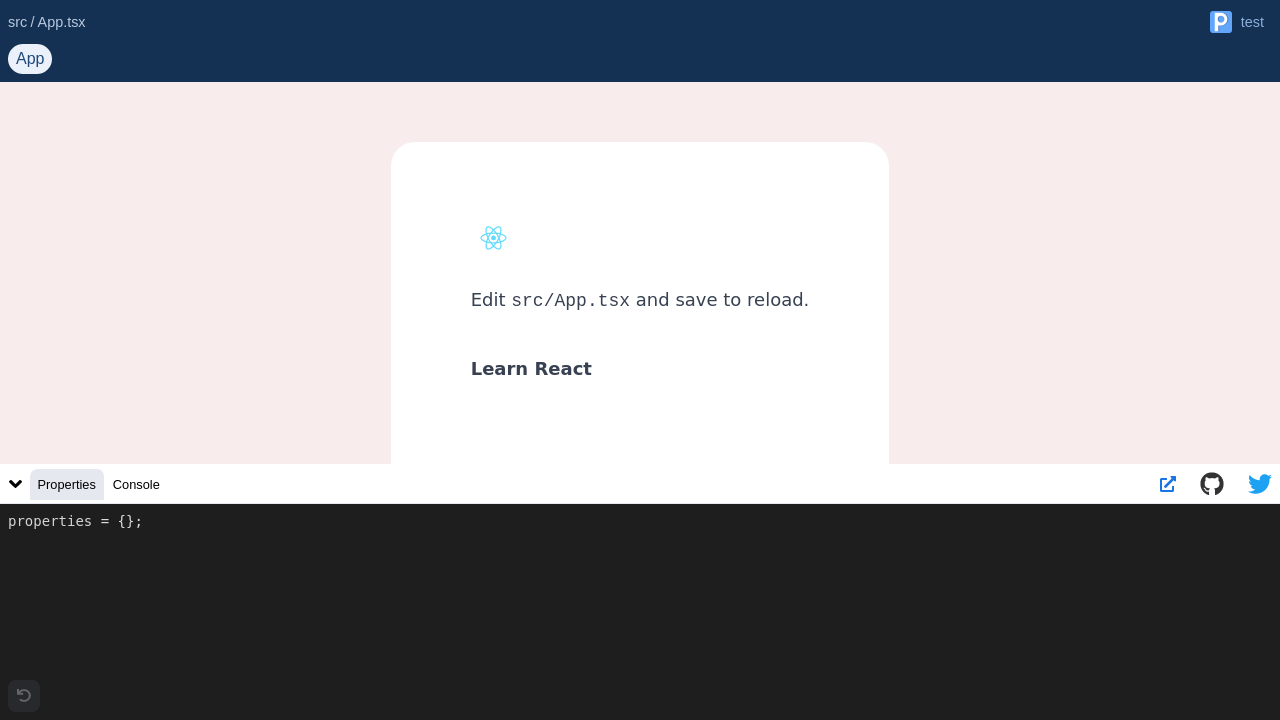 src / App.tsx
test
App
Edit src/App.tsx and save to reload.
Learn React
Properties
Console
properties = {};